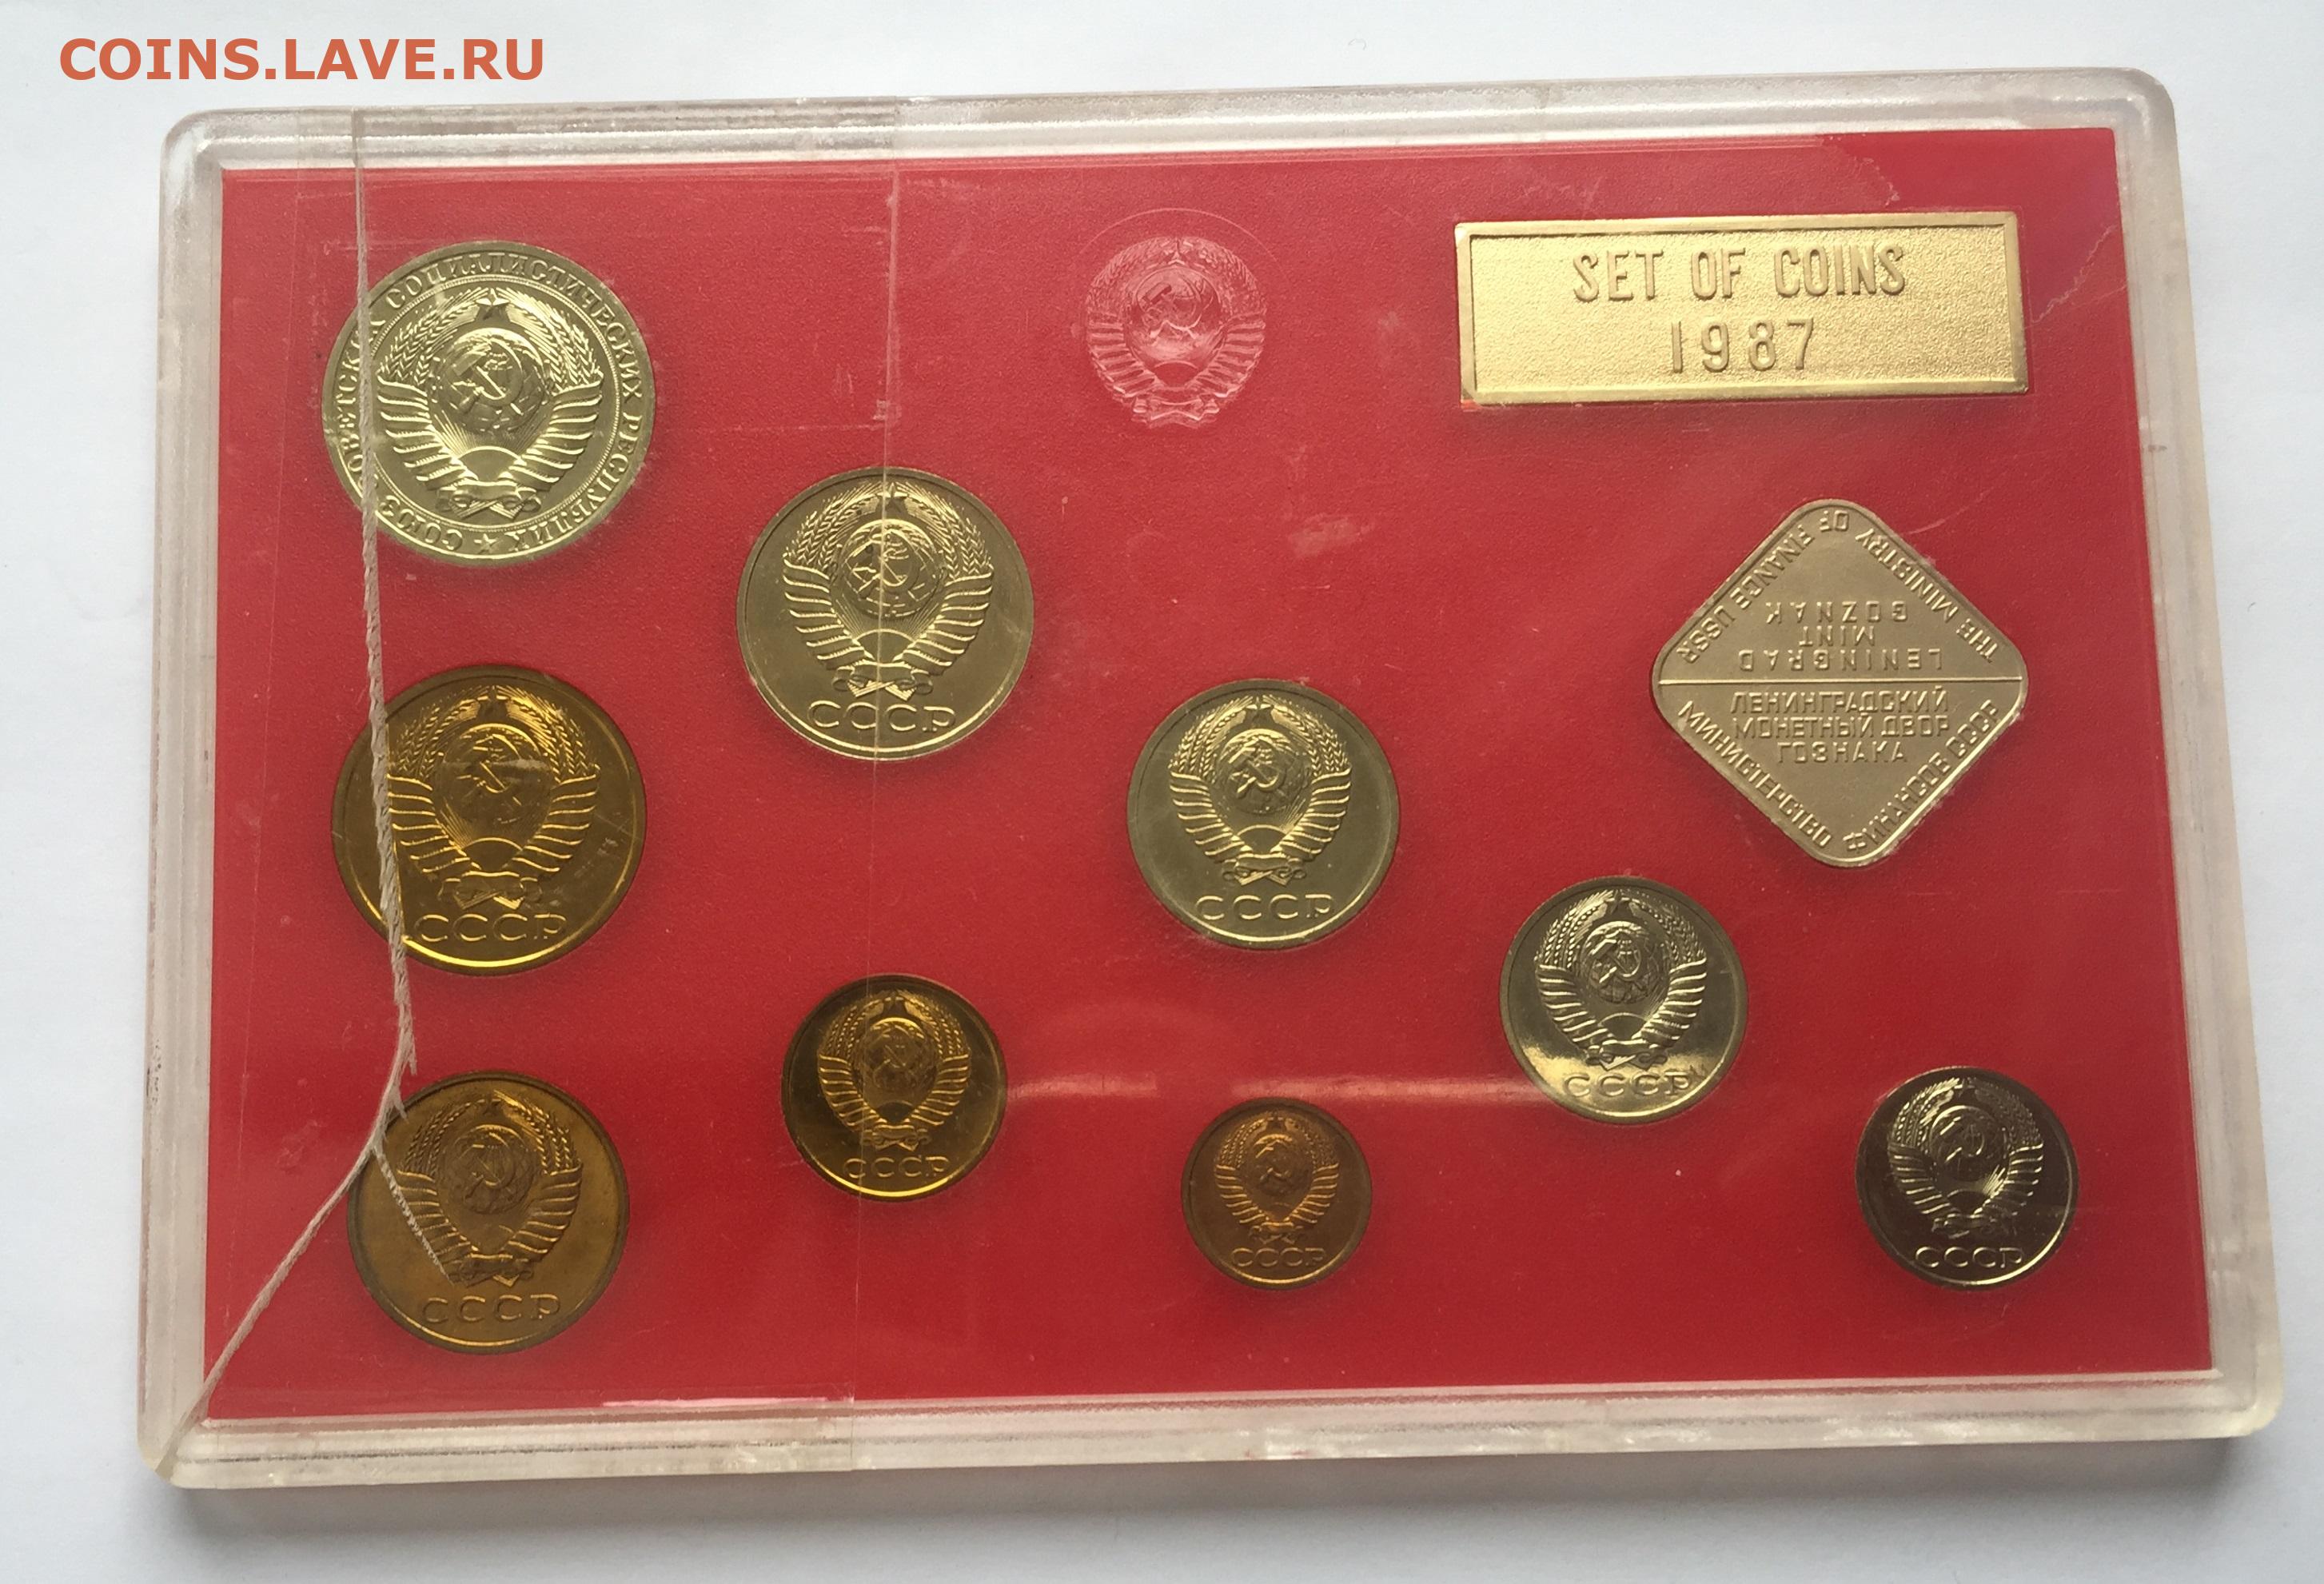 COINS.LAVE.RU
SET OF COINS
1987
СОЮЗ СОВЕТСКИХ СОЦИАЛИСТИЧЕСКИХ РЕСПУБЛИК ★
СССР
СССР
СССР
THE MINISTRY OF FINANCE USSR
LENINGRAD
MINT
GOZNAK
ЛЕНИНГРАДСКИЙ
МОНЕТНЫЙ ДВОР
ГОЗНАКА
МИНИСТЕРСТВО ФИНАНСОВ СССР
СССР
СССР
СССР
СССР
СССР